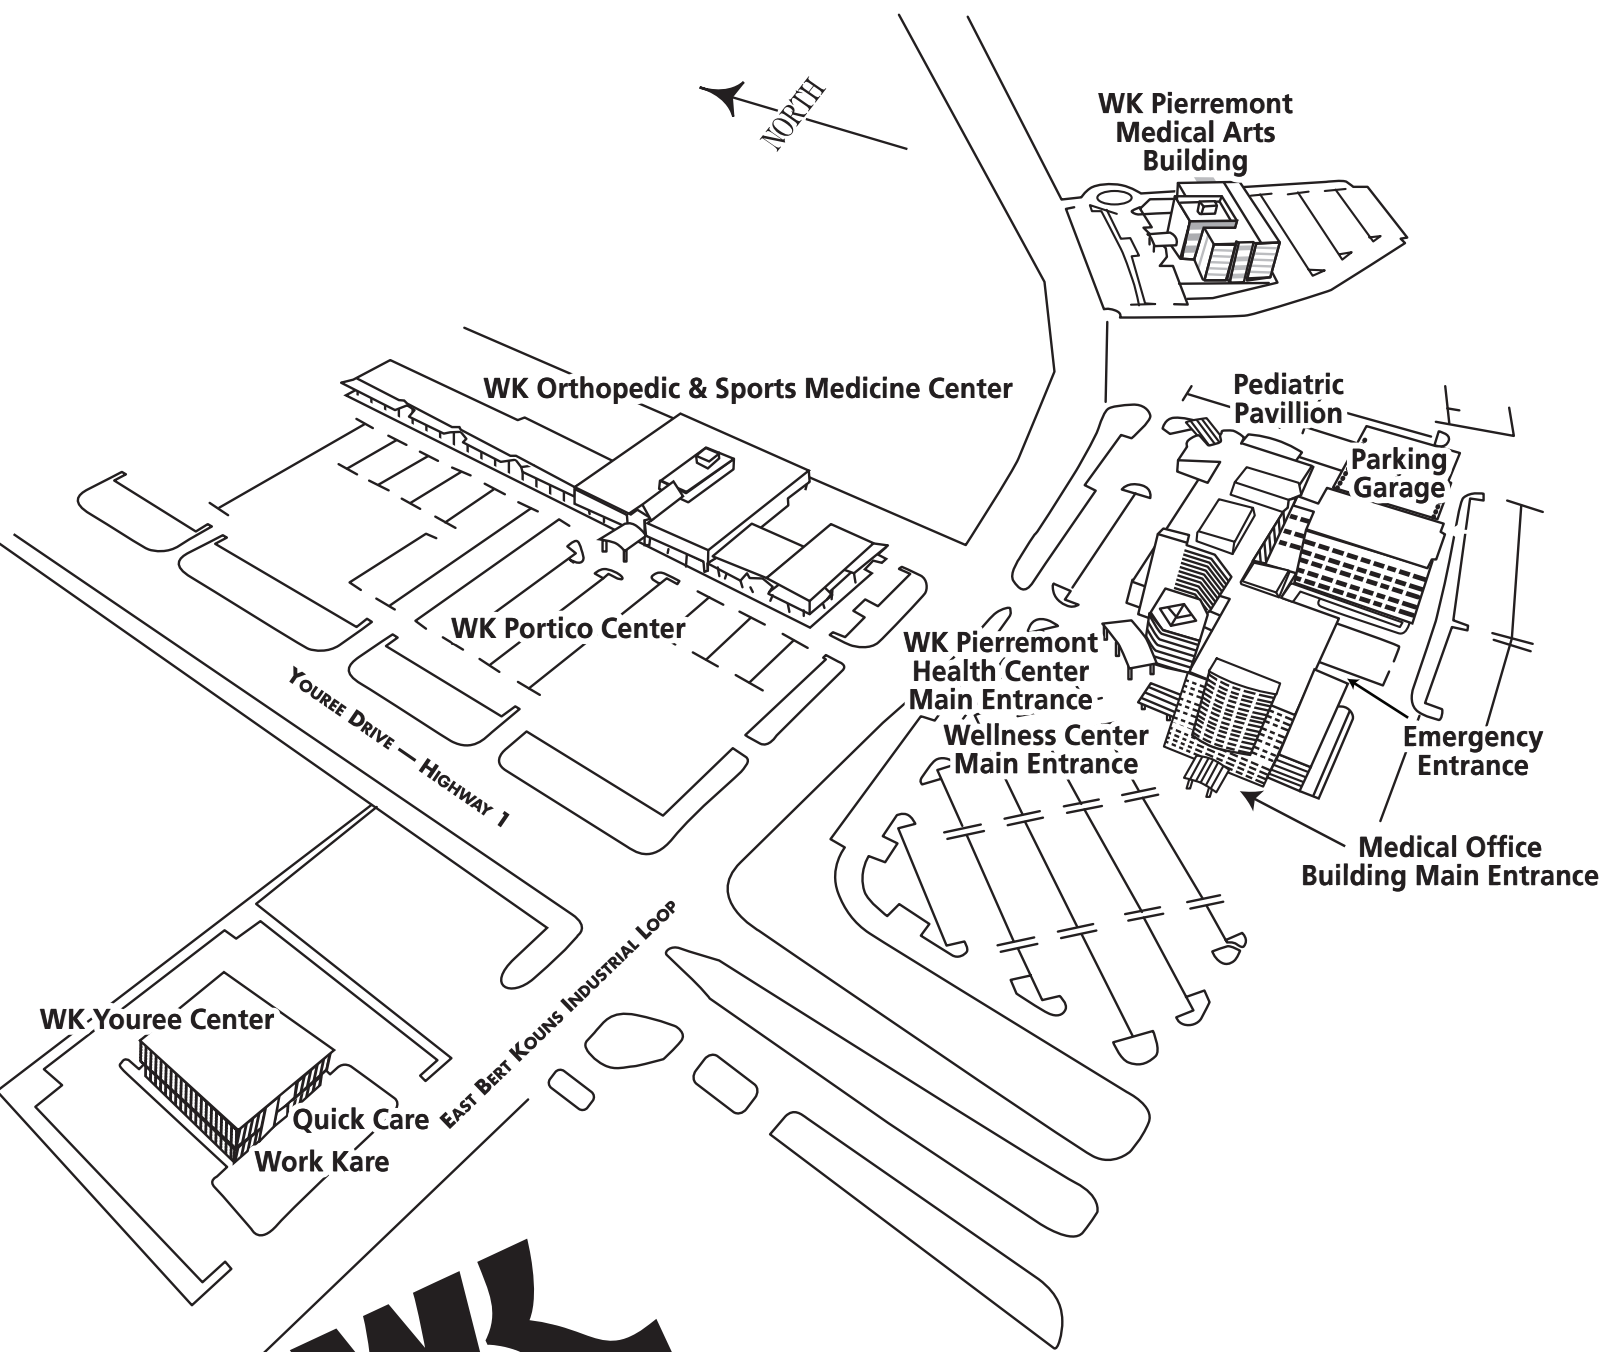 NORTH
WK Pierremont
Medical Arts
Building
WK Orthopedic & Sports Medicine Center
Pediatric
Pavillion
Parking
Garage
WK Portico Center
WK Pierremont
Health Center
Main Entrance
Wellness Center
Main Entrance
Emergency
Entrance
YOUREE DRIVE — HIGHWAY 1
Medical Office
Building Main Entrance
EAST BERT KOUNS INDUSTRIAL LOOP
WK Youree Center
Quick Care
Work Kare
WK